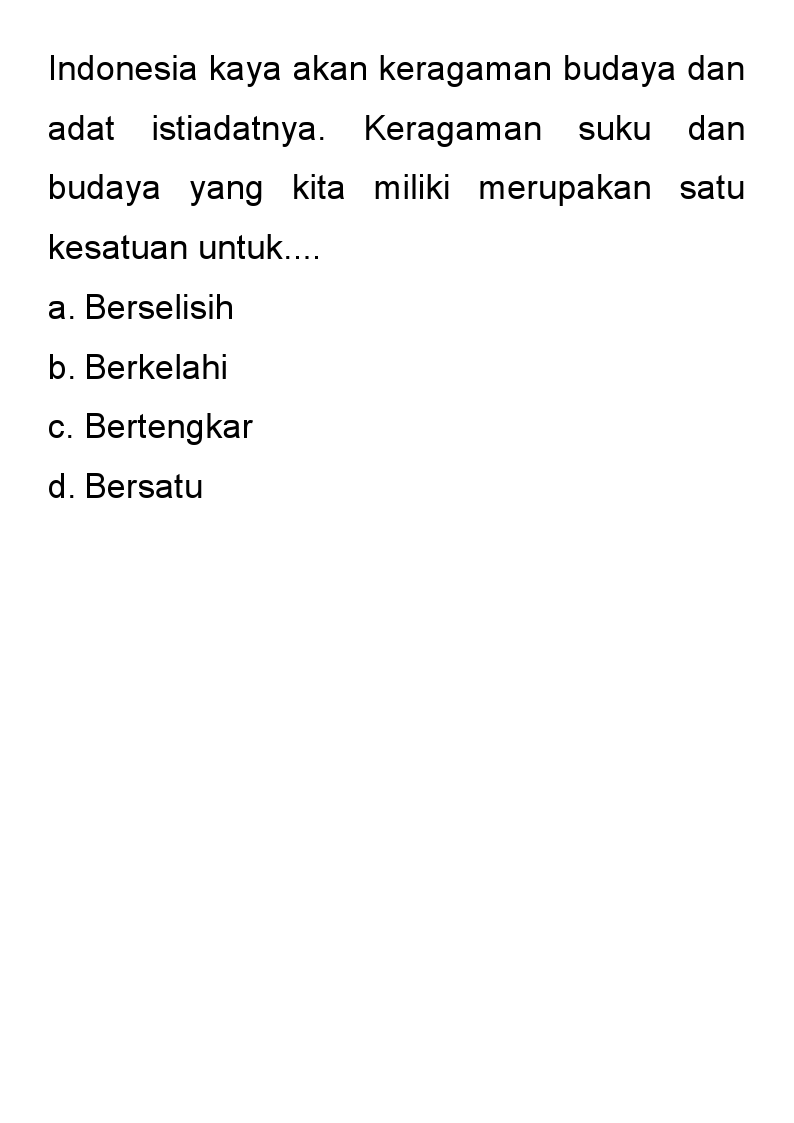 Indonesia kaya akan keragaman budaya dan
adat istiadatnya. Keragaman suku dan
budaya yang kita miliki merupakan satu
kesatuan untuk....
a. Berselisih
b. Berkelahi
c. Bertengkar
d. Bersatu